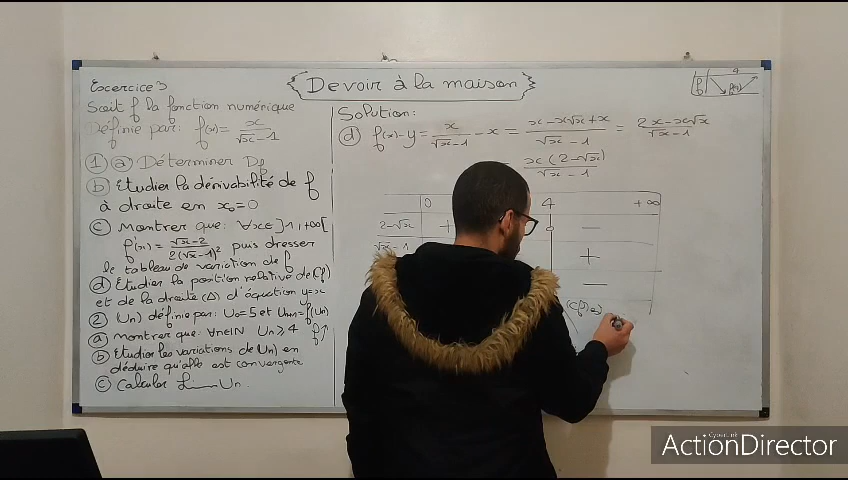 Devoir à la maison
Excercice 3
Soit f la fonction numérique
Définie par: f(x) = x/(√x - 1)
1) a) Déterminer Df
b) Etudier la dérivabilité de f
à droite en x₀=0
c) Montrer que: ∀x∈]1,+∞[
f'(x) = (√x-2)/(2(√x-1)²) puis dresser
le tableau de variation de f
d) Etudier la position relative de (Cf)
et de la droite (Δ) d'équation y=x
2) (Un) définie par: U₀=5 et Un+1=f(Un)
a) Montrer que: ∀n∈IN Un ≥ 4 f↗
b) Etudier les variations de (Un) en
déduire qu'elle est convergente
c) Calculer Lim Un.
Solution:
d) f(x)-y = x/(√x-1) - x = (x-x√x+x)/(√x-1) = (2x-x√x)/(√x-1)
= x(2-√x)/(√x-1)
0 4 +∞
2-√x + 0 −
√x-1 +
−
(Cf)
4
f
ActionDirector